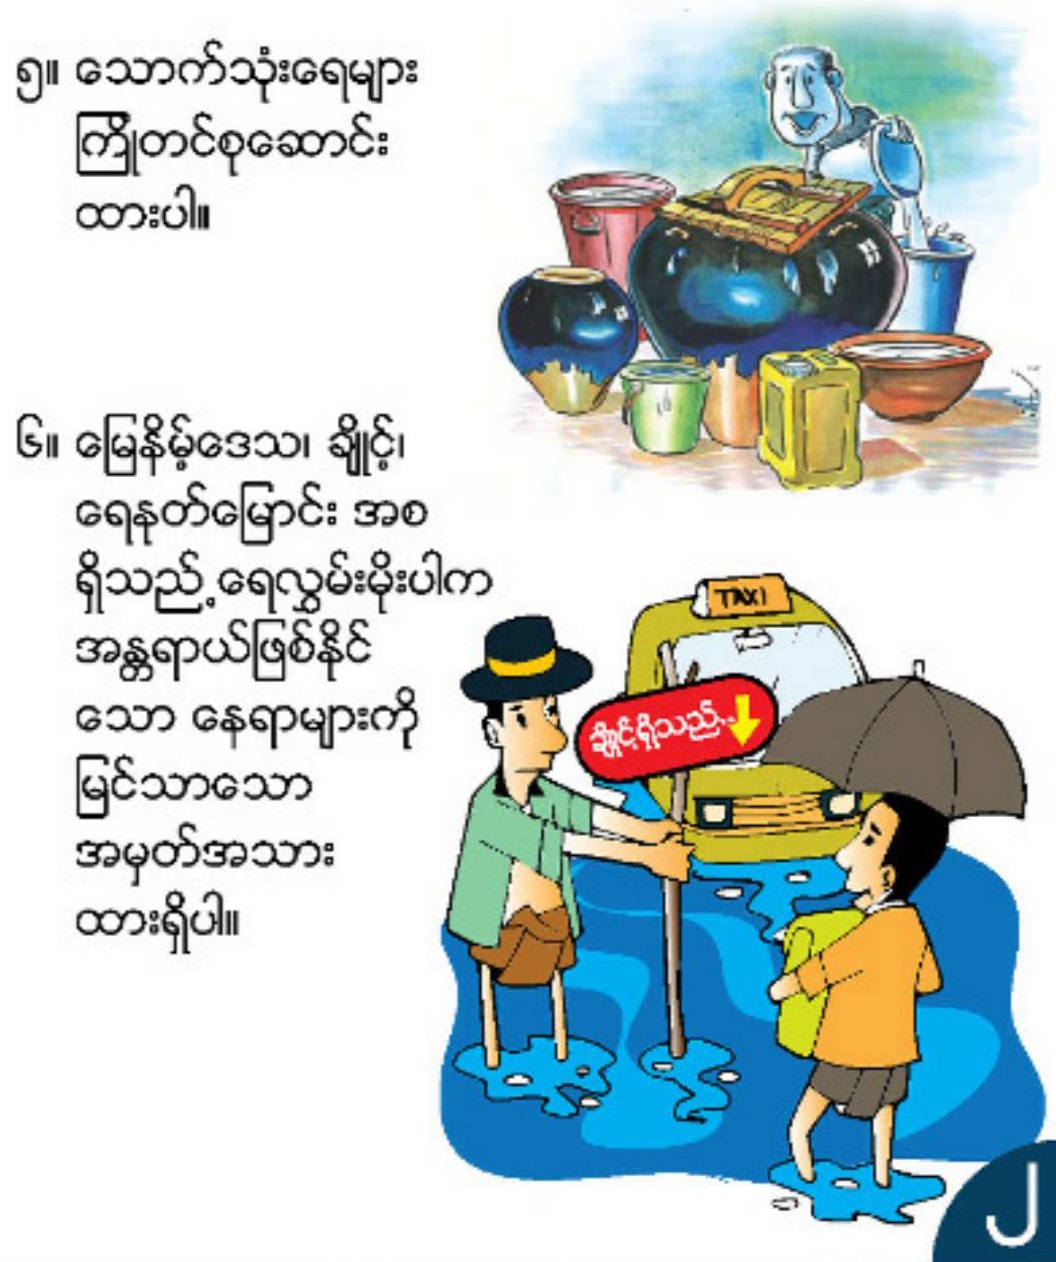 ၅။ သောက်သုံးရေများ
ကြိုတင်စုဆောင်း
ထားပါ။
၆။ မြေနိမ့်ဒေသ၊ ချိုင့်၊
ရေနုတ်မြောင်း အစ
ရှိသည့် ရေလွှမ်းမိုးပါက
အန္တရာယ်ဖြစ်နိုင်
သော နေရာများကို
မြင်သာသော
အမှတ်အသား
ထားရှိပါ။
TAXI
ချိုင့်ရှိသည်..
၂